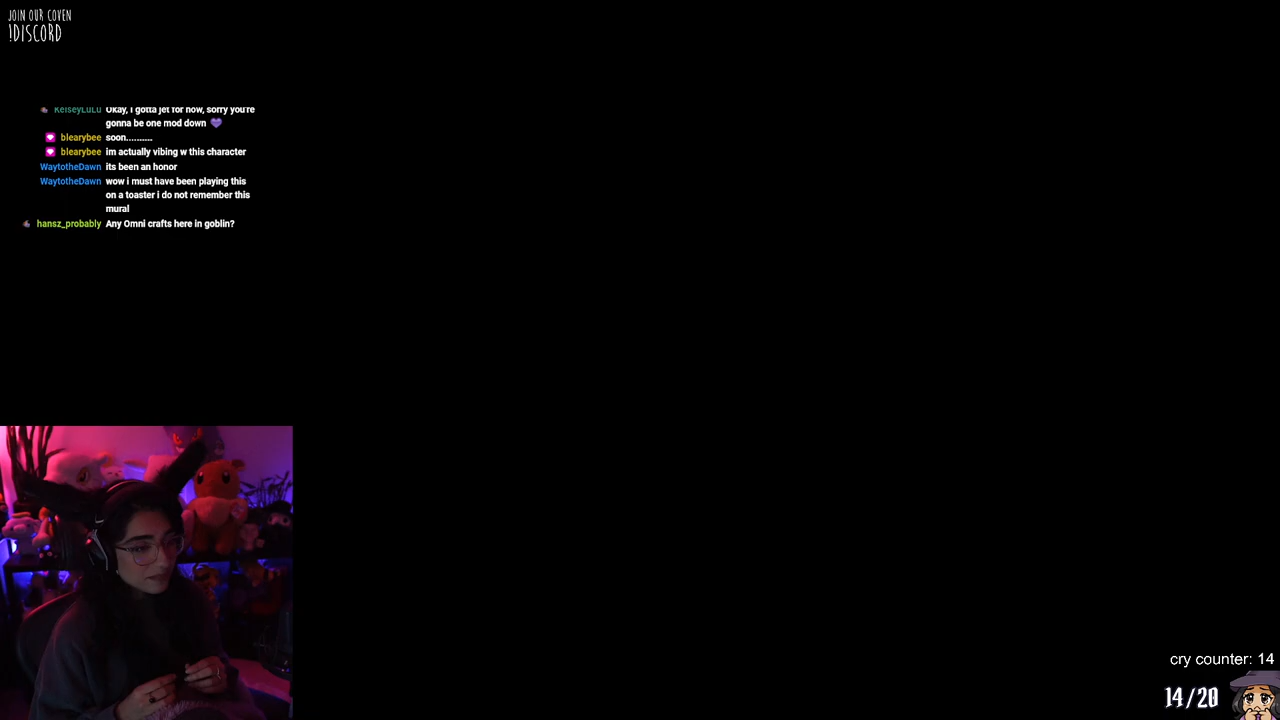 JOIN OUR COVEN
!DISCORD
KelseyLuLu Okay, I gotta jet for now, sorry you're
gonna be one mod down
blearybee soon..........
blearybee im actually vibing w this character
WaytotheDawn its been an honor
WaytotheDawn wow i must have been playing this
on a toaster i do not remember this
mural
hansz_probably Any Omni crafts here in goblin?
cry counter: 14
14/20